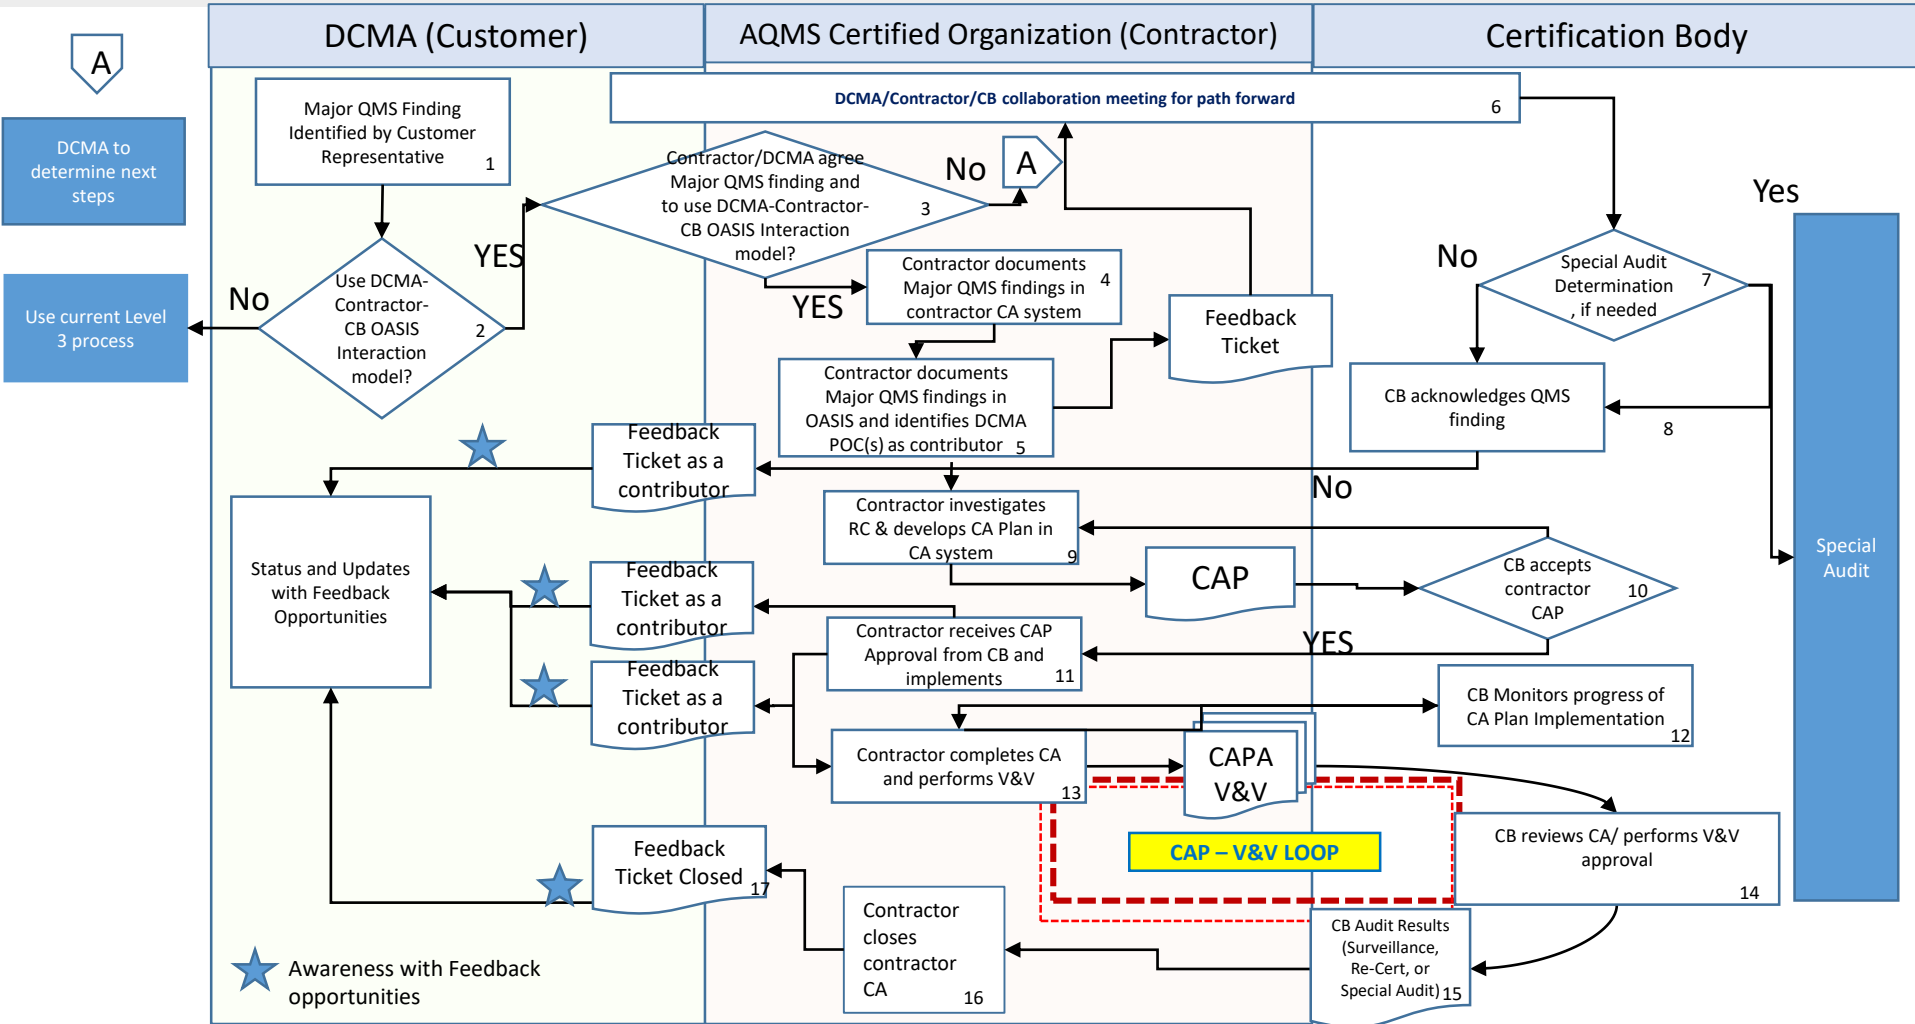 DCMA (Customer)
AQMS Certified Organization (Contractor)
Certification Body
A
DCMA to
determine next
steps
Use current Level
3 process
Major QMS Finding
Identified by Customer
Representative
1
DCMA/Contractor/CB collaboration meeting for path forward
6
Use DCMA-
Contractor-
CB OASIS
Interaction
model?
2
No
YES
Contractor/DCMA agree
Major QMS finding and
to use DCMA-Contractor-
CB OASIS Interaction
model?
3
No
A
YES
Contractor documents
Major QMS findings in
contractor CA system
4
Feedback
Ticket
Contractor documents
Major QMS findings in
OASIS and identifies DCMA
POC(s) as contributor
5
Special Audit
Determination
, if needed
7
No
Yes
CB acknowledges QMS
finding
8
Special
Audit
Feedback
Ticket as a
contributor
No
Contractor investigates
RC & develops CA Plan in
CA system
9
CAP
CB accepts
contractor
CAP
10
YES
Status and Updates
with Feedback
Opportunities
Feedback
Ticket as a
contributor
Contractor receives CAP
Approval from CB and
implements
11
Feedback
Ticket as a
contributor
CB Monitors progress of
CA Plan Implementation
12
Contractor completes CA
and performs V&V
13
CAPA
V&V
CAP – V&V LOOP
CB reviews CA/ performs V&V
approval
14
Feedback
Ticket Closed
17
Contractor
closes
contractor
CA
16
CB Audit Results
(Surveillance,
Re-Cert, or
Special Audit)
15
Awareness with Feedback
opportunities